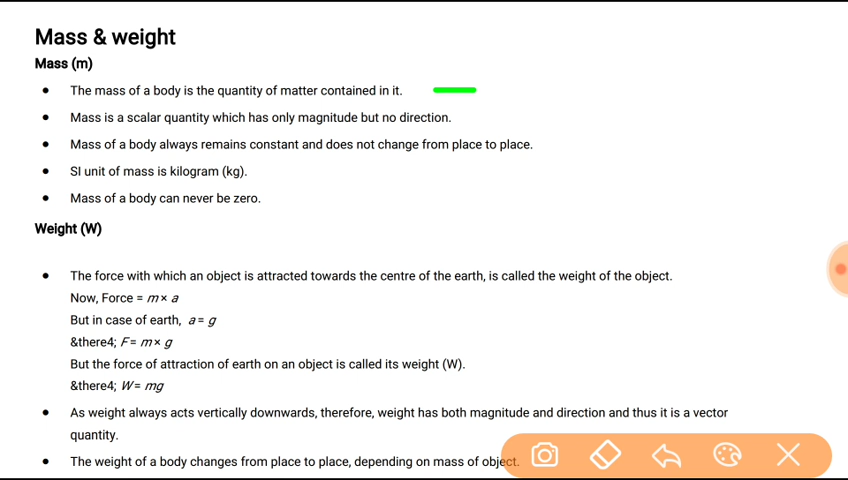 Mass & weight
Mass (m)
• The mass of a body is the quantity of matter contained in it.
• Mass is a scalar quantity which has only magnitude but no direction.
• Mass of a body always remains constant and does not change from place to place.
• SI unit of mass is kilogram (kg).
• Mass of a body can never be zero.
Weight (W)
• The force with which an object is attracted towards the centre of the earth, is called the weight of the object.
Now, Force = m × a
But in case of earth, a = g
&there4; F = m × g
But the force of attraction of earth on an object is called its weight (W).
&there4; W = mg
• As weight always acts vertically downwards, therefore, weight has both magnitude and direction and thus it is a vector
quantity.
• The weight of a body changes from place to place, depending on mass of object.